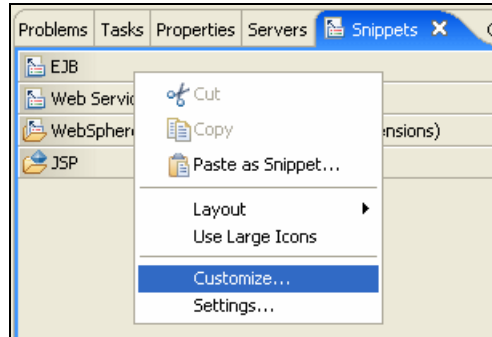 Problems Tasks Properties Servers Snippets
EJB
Web Servic
WebSpher ensions)
JSP
Cut
Copy
Paste as Snippet...
Layout
Use Large Icons
Customize...
Settings...